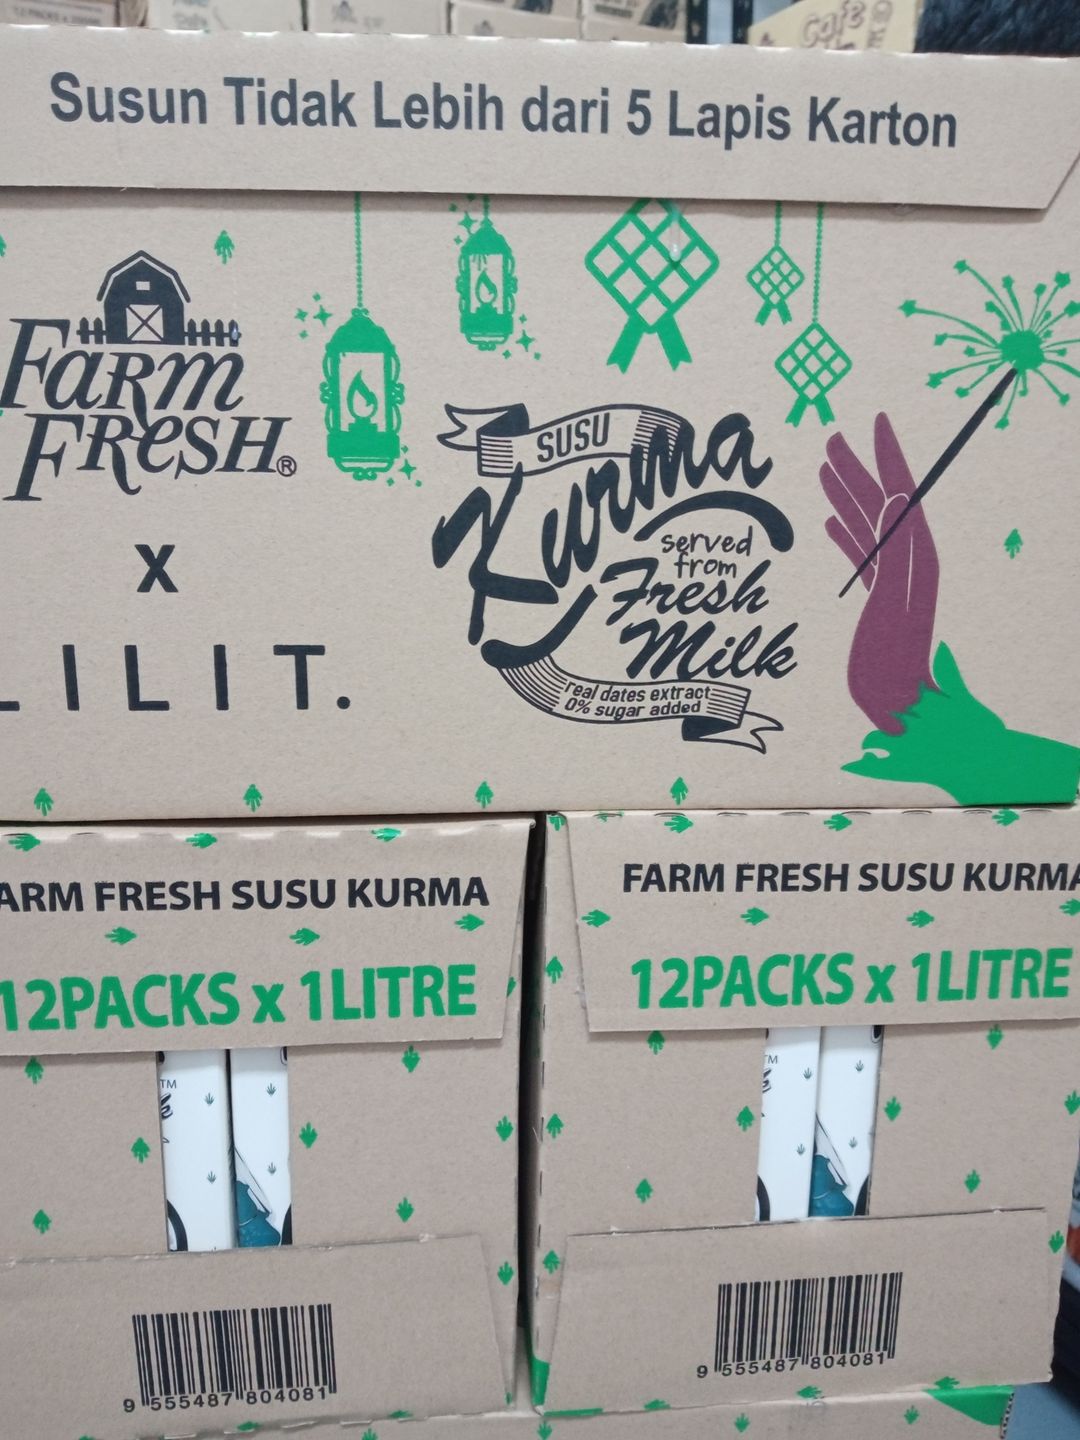 Susun Tidak Lebih dari 5 Lapis Karton
FARM
FRESH®
x
LILIT.
SUSU
Kurma
served
from
Fresh
Milk
real dates extract
0% sugar added
ARM FRESH SUSU KURMA
12PACKS x 1LITRE
FARM FRESH SUSU KURMA
12PACKS x 1LITRE
TM
TM
9 555487 804081
9 555487 804081